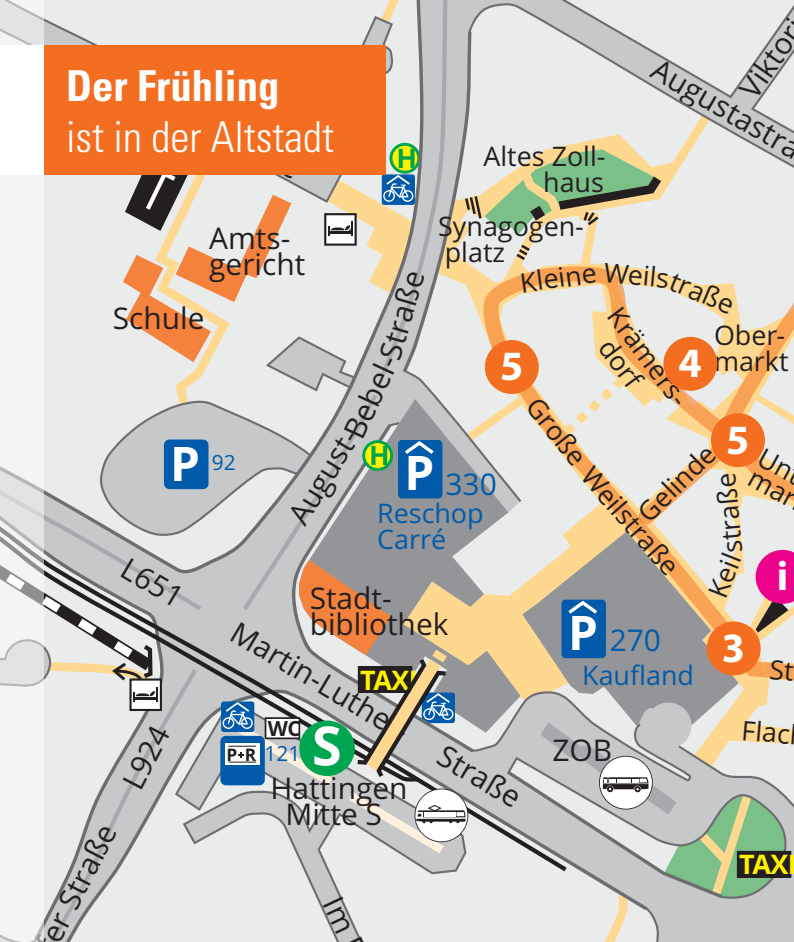 Der Frühling
ist in der Altstadt
Viktori
Augustastra
H
Altes Zoll-
haus
Synagogen-
platz
Amts-
gericht
Schule
Kleine Weilstraße
Krämers-
dorf
Ober-
markt
4
5
5
August-Bebel-Straße
Große Weilstraße
Gelinde
Unt
mar
Keilstraße
P 92
H
P 330
Reschop
Carré
i
L651
Stadt-
bibliothek
P 270
Kaufland
3
St
Martin-Luthe
Straße
TAXI
Flach
WC
P+R 121
S
Hattingen
Mitte S
ZOB
L924
TAXI
er Straße
Im